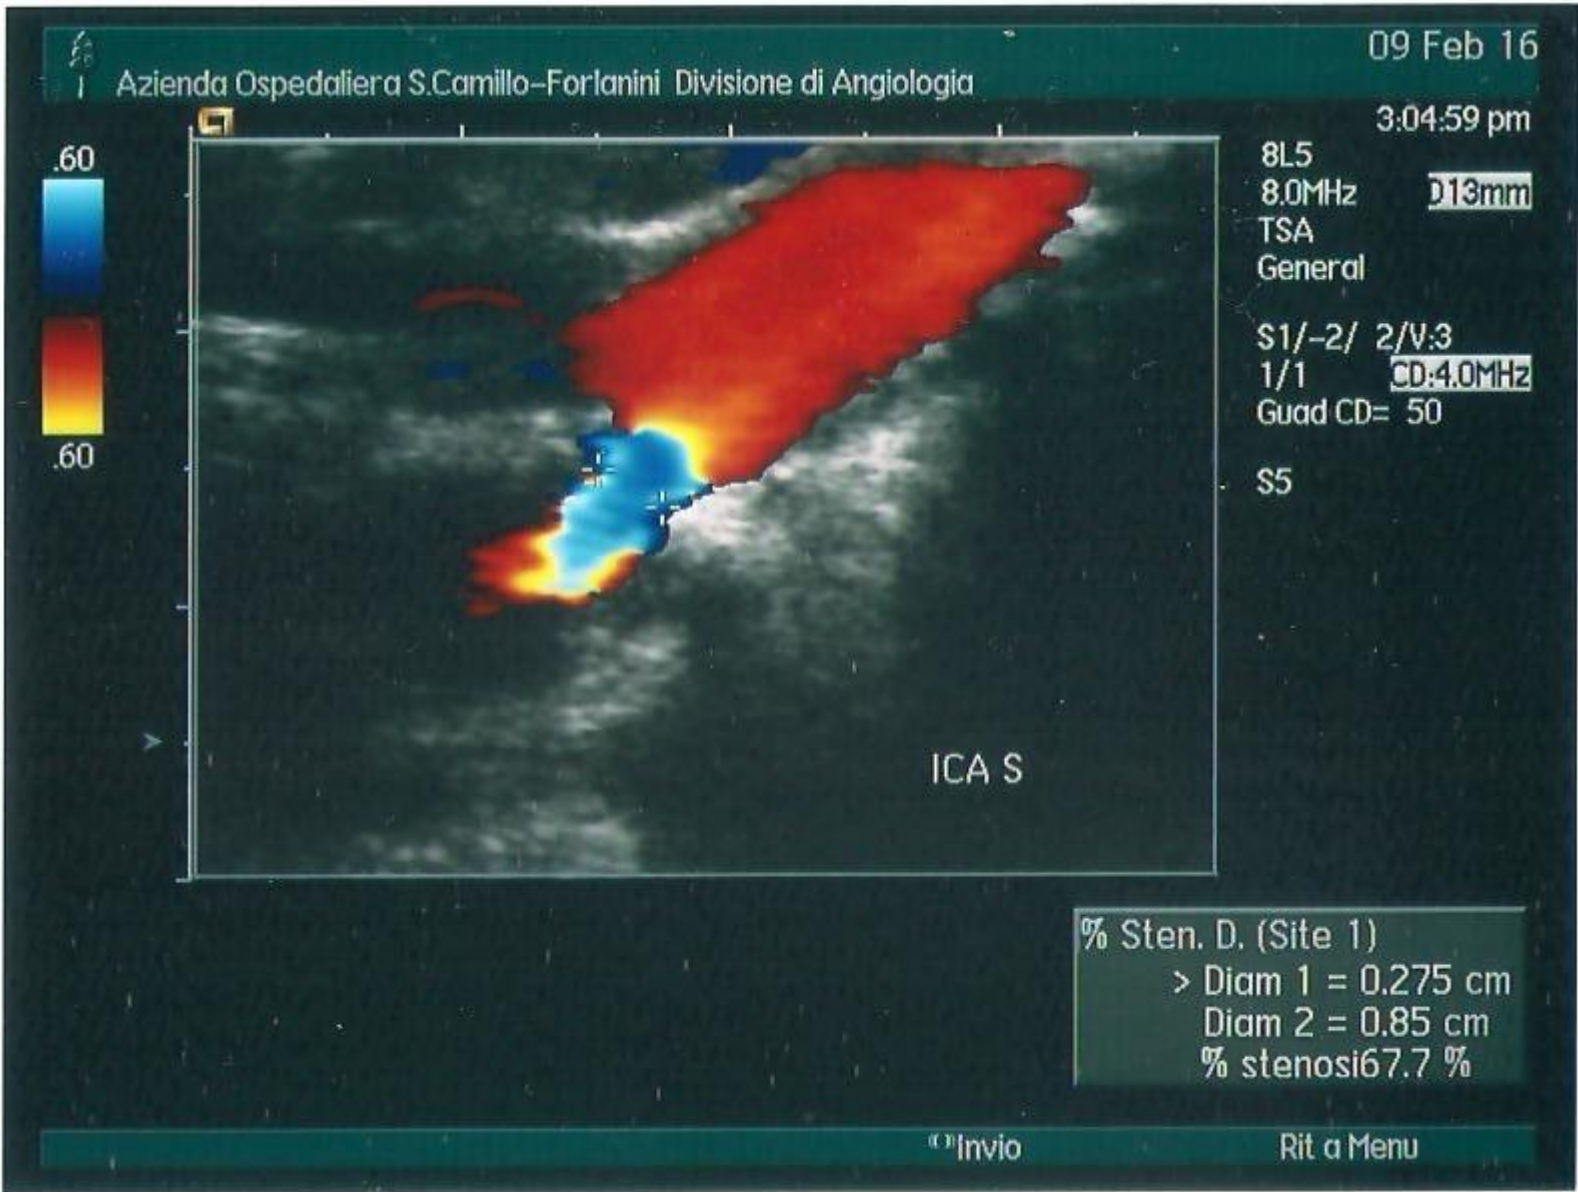 09 Feb 16
Azienda Ospedaliera S.Camillo-Forlanini Divisione di Angiologia
3:04:59 pm
.60
.60
8L5
8.0MHz D13mm
TSA
General
S1/-2/ 2/V:3
1/1 CD:4.0MHz
Guad CD= 50
S5
ICA S
% Sten. D. (Site 1)
> Diam 1 = 0.275 cm
Diam 2 = 0.85 cm
% stenosi67.7 %
Invio
Rit a Menu